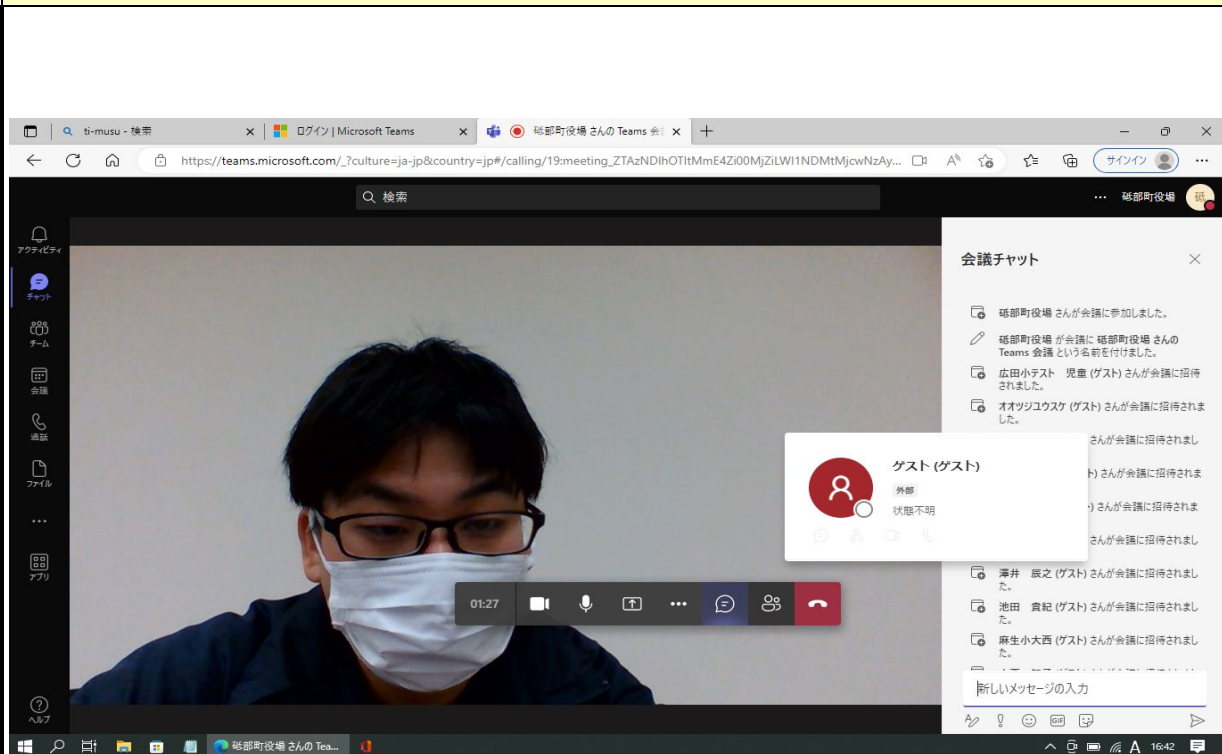 ti-musu - 検索
ログイン | Microsoft Teams
砥部町役場 さんの Teams 会
https://teams.microsoft.com/_?culture=ja-jp&country=jp#/calling/19:meeting_ZTAzNDlhOTItMmE4Zi00MjZiLWI1NDMtMjcwNzAy...
サインイン
検索
砥部町役場
砥
アクティビティ
チャット
チーム
会議
通話
ファイル
アプリ
ヘルプ
01:27
ゲスト (ゲスト)
外部
状態不明
会議チャット
砥部町役場 さんが会議に参加しました。
砥部町役場 が会議に 砥部町役場 さんの
Teams 会議 という名前を付けました。
広田小テスト　児童 (ゲスト) さんが会議に招待
されました。
オオツジユウスケ (ゲスト) さんが会議に招待されま
した。
さんが会議に招待されまし
ト) さんが会議に招待されま
) さんが会議に招待されま
さんが会議に招待されまし
澤井　辰之 (ゲスト) さんが会議に招待されまし
た。
池田　貴紀 (ゲスト) さんが会議に招待されまし
た。
麻生小大西 (ゲスト) さんが会議に招待されまし
た。
新しいメッセージの入力
GIF
砥部町役場 さんの Tea...
A
16:42